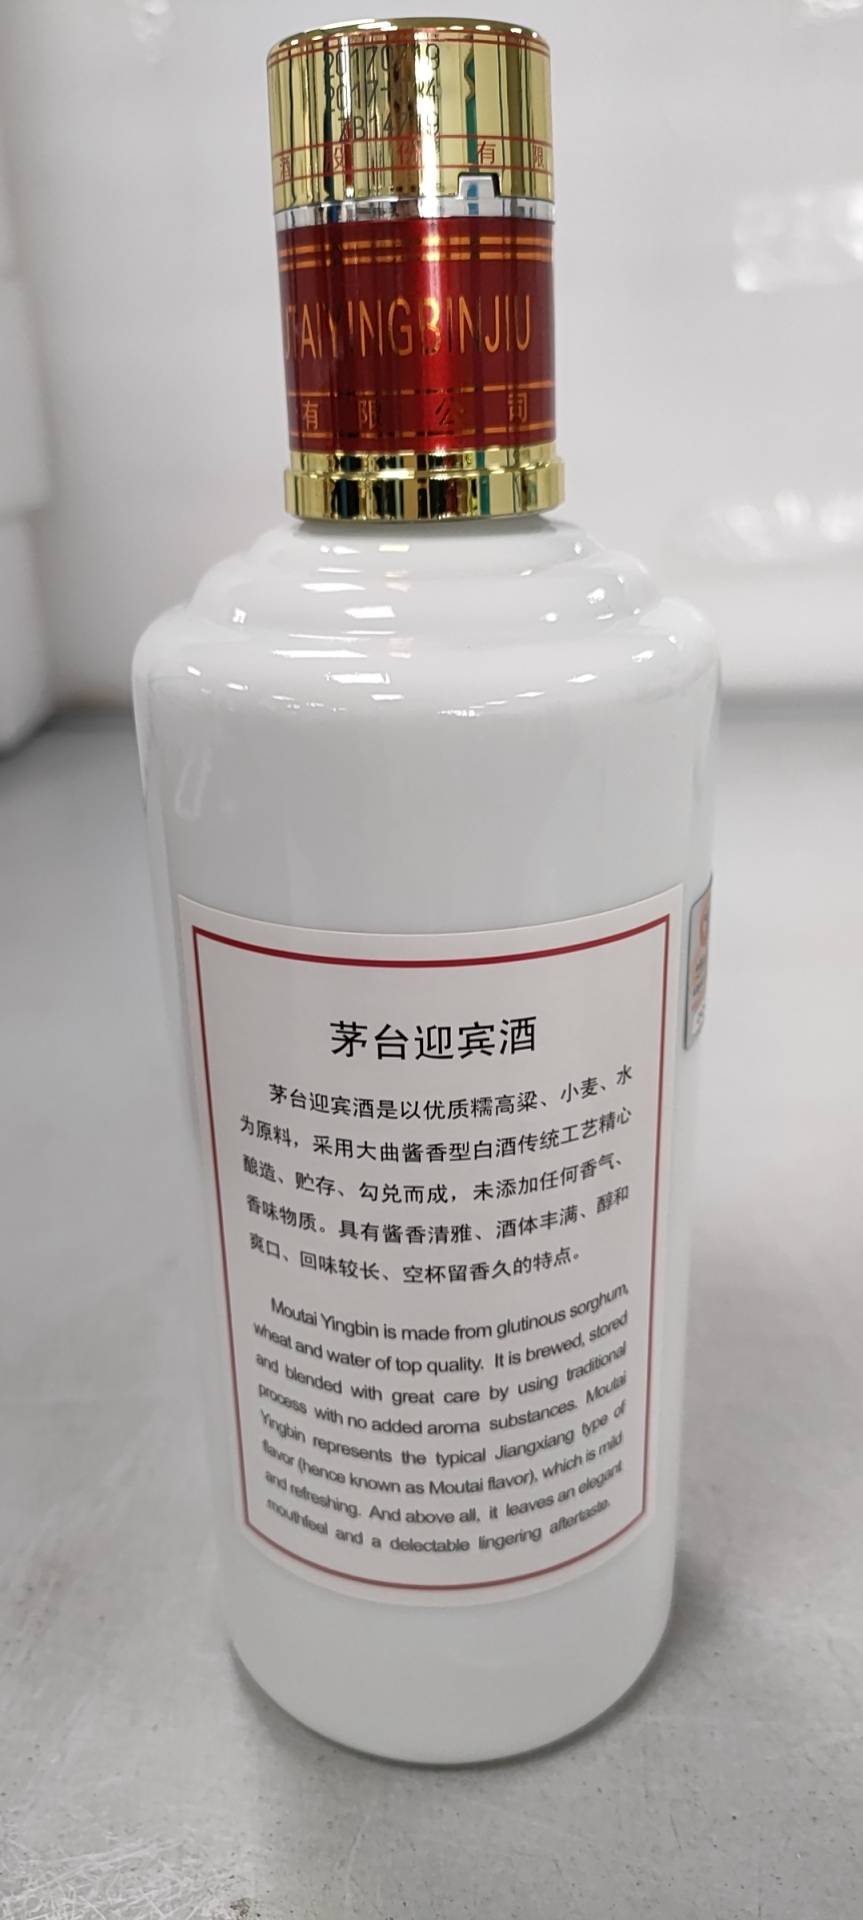 酒 股 份 有 限
TAIYINGBINJIU
有 限 公 司
茅台迎宾酒
茅台迎宾酒是以优质糯高粱、小麦、水
为原料，采用大曲酱香型白酒传统工艺精心
酿造、贮存、勾兑而成，未添加任何香气、
香味物质。具有酱香清雅、酒体丰满、醇和
爽口、回味较长、空杯留香久的特点。
Moutai Yingbin is made from glutinous sorghum,
wheat and water of top quality. It is brewed, stored
and blended with great care by using traditional
process with no added aroma substances. Moutai
Yingbin represents the typical Jiangxiang type of
flavor (hence known as Moutai flavor), which is mild
and refreshing. And above all, it leaves an elegant
mouthfeel and a delectable lingering aftertaste.